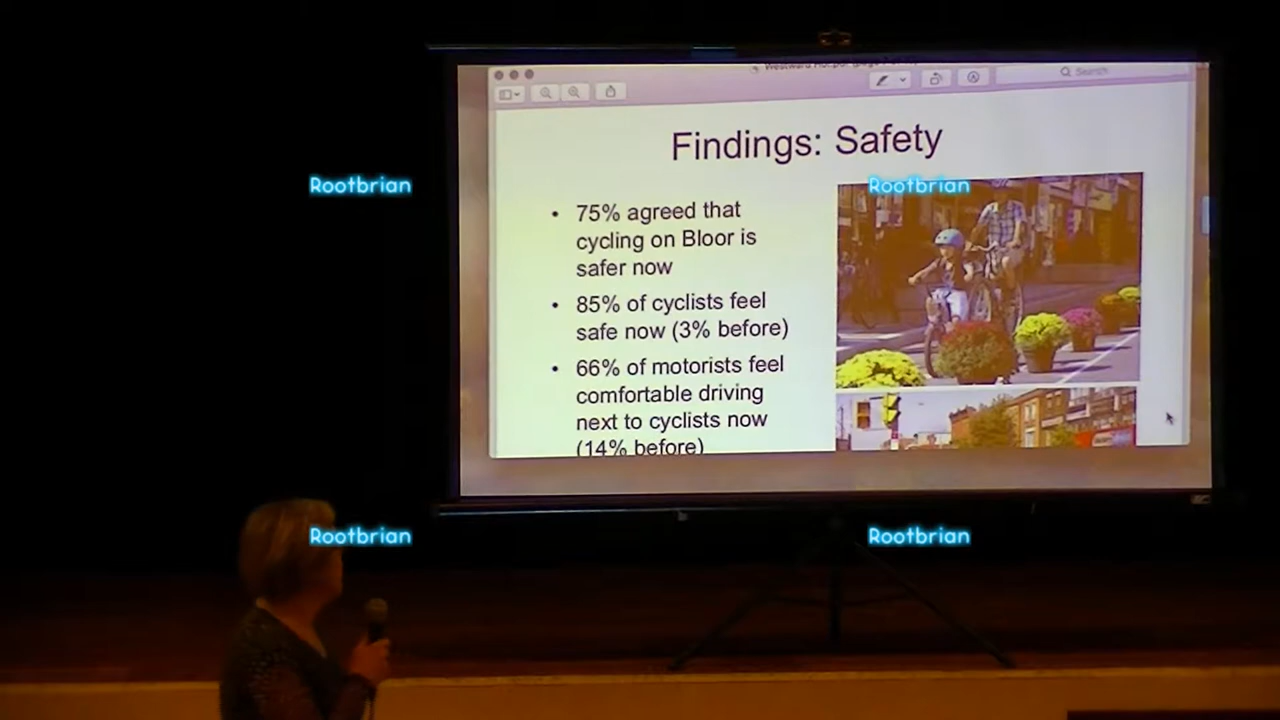 Search
Findings: Safety
• 75% agreed that
cycling on Bloor is
safer now
• 85% of cyclists feel
safe now (3% before)
• 66% of motorists feel
comfortable driving
next to cyclists now
(14% before)
Rootbrian
Rootbrian
Rootbrian
Rootbrian